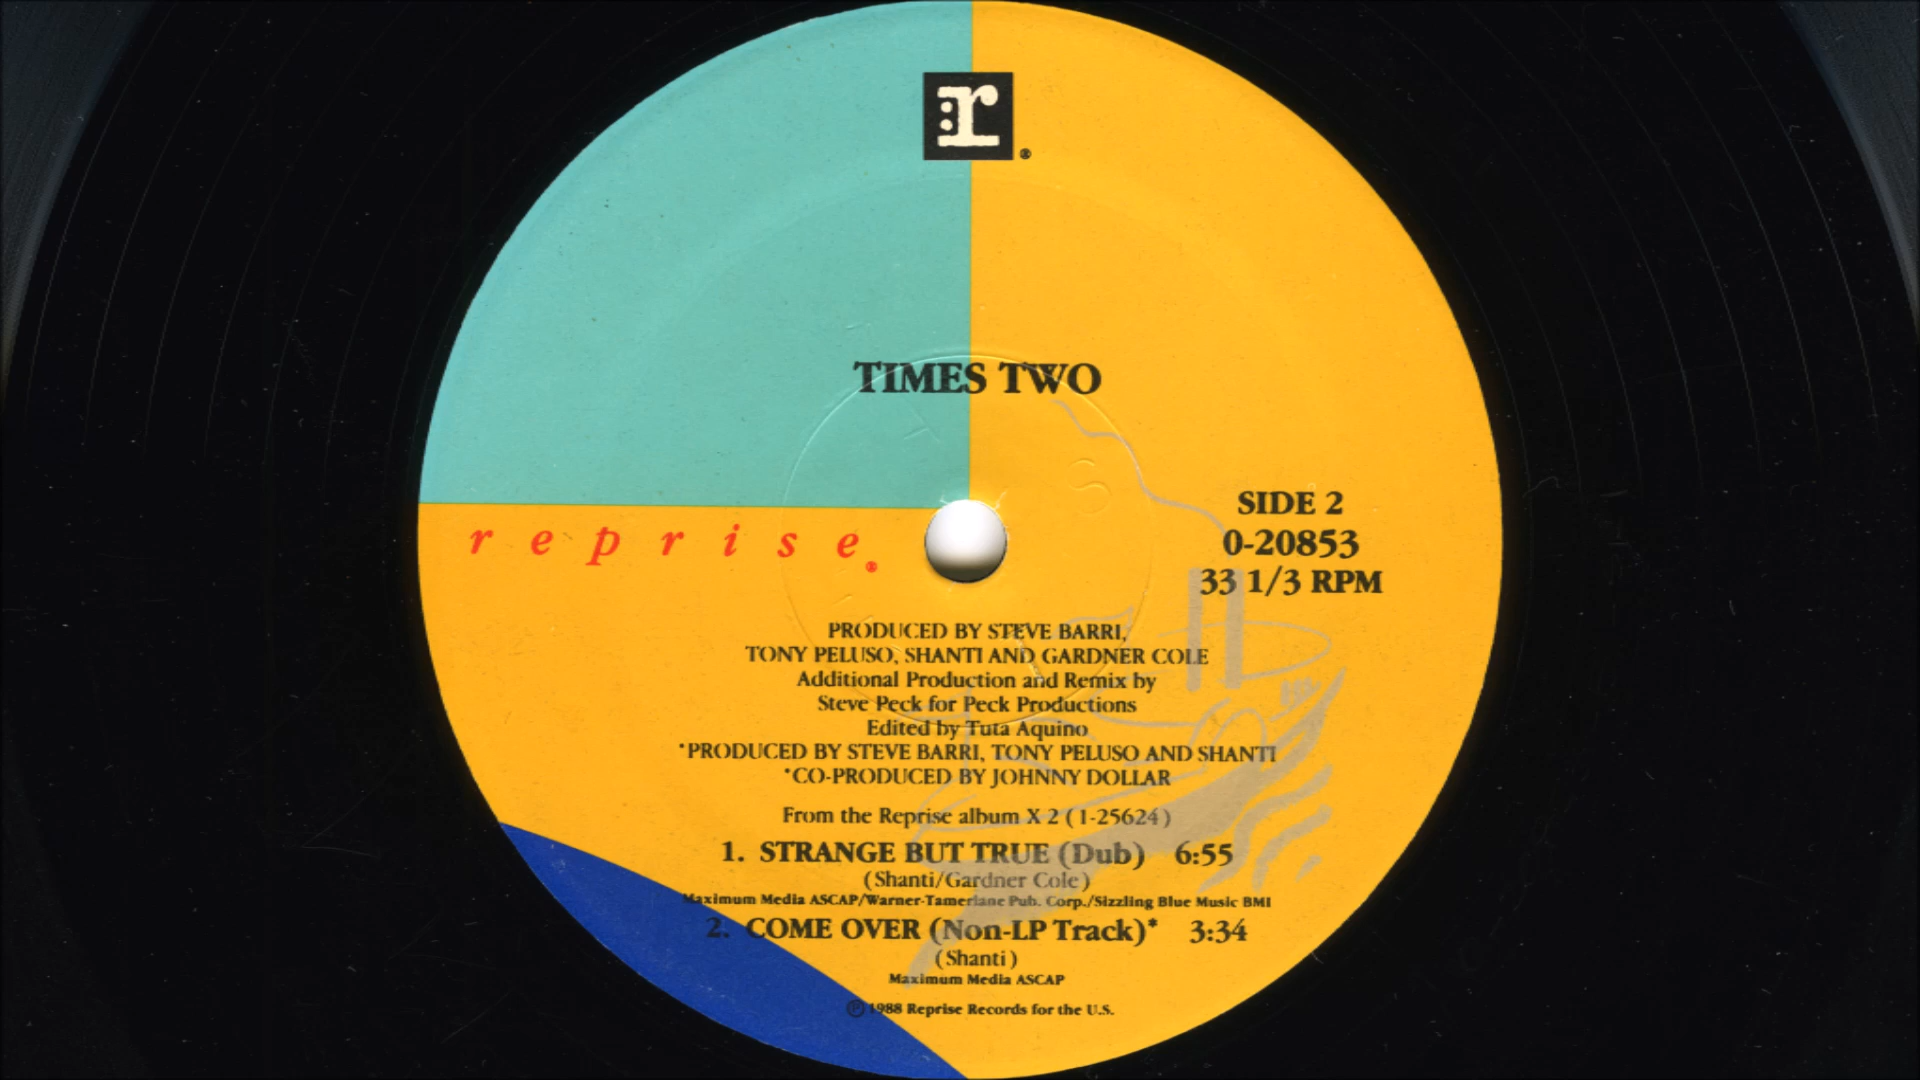 r®
TIMES TWO
SIDE 2
0-20853
33 1/3 RPM
reprise®
PRODUCED BY STEVE BARRI,
TONY PELUSO, SHANTI AND GARDNER COLE
Additional Production and Remix by
Steve Peck for Peck Productions
Edited by Tuta Aquino
*PRODUCED BY STEVE BARRI, TONY PELUSO AND SHANTI
*CO-PRODUCED BY JOHNNY DOLLAR
From the Reprise album X 2 (1-25624)
1. STRANGE BUT TRUE (Dub) 6:55
(Shanti/Gardner Cole)
Maximum Media ASCAP/Warner-Tamerlane Pub. Corp./Sizzling Blue Music BMI
2. COME OVER (Non-LP Track)* 3:34
(Shanti)
Maximum Media ASCAP
℗ 1988 Reprise Records for the U.S.